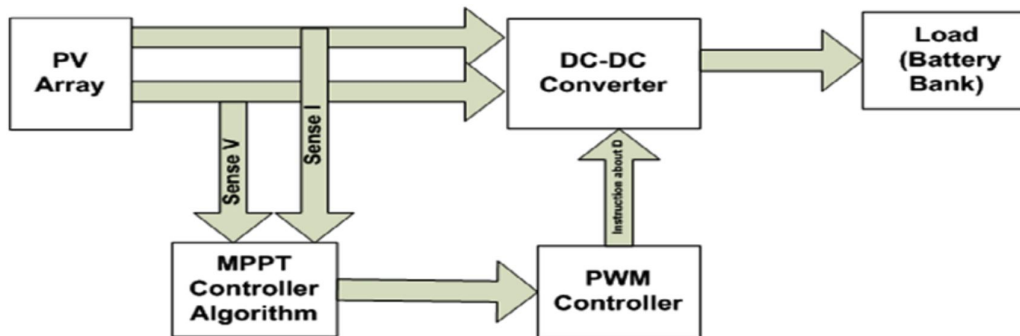 PV
Array
DC-DC
Converter
Load
(Battery
Bank)
Sense V
Sense I
Instruction about D
MPPT
Controller
Algorithm
PWM
Controller